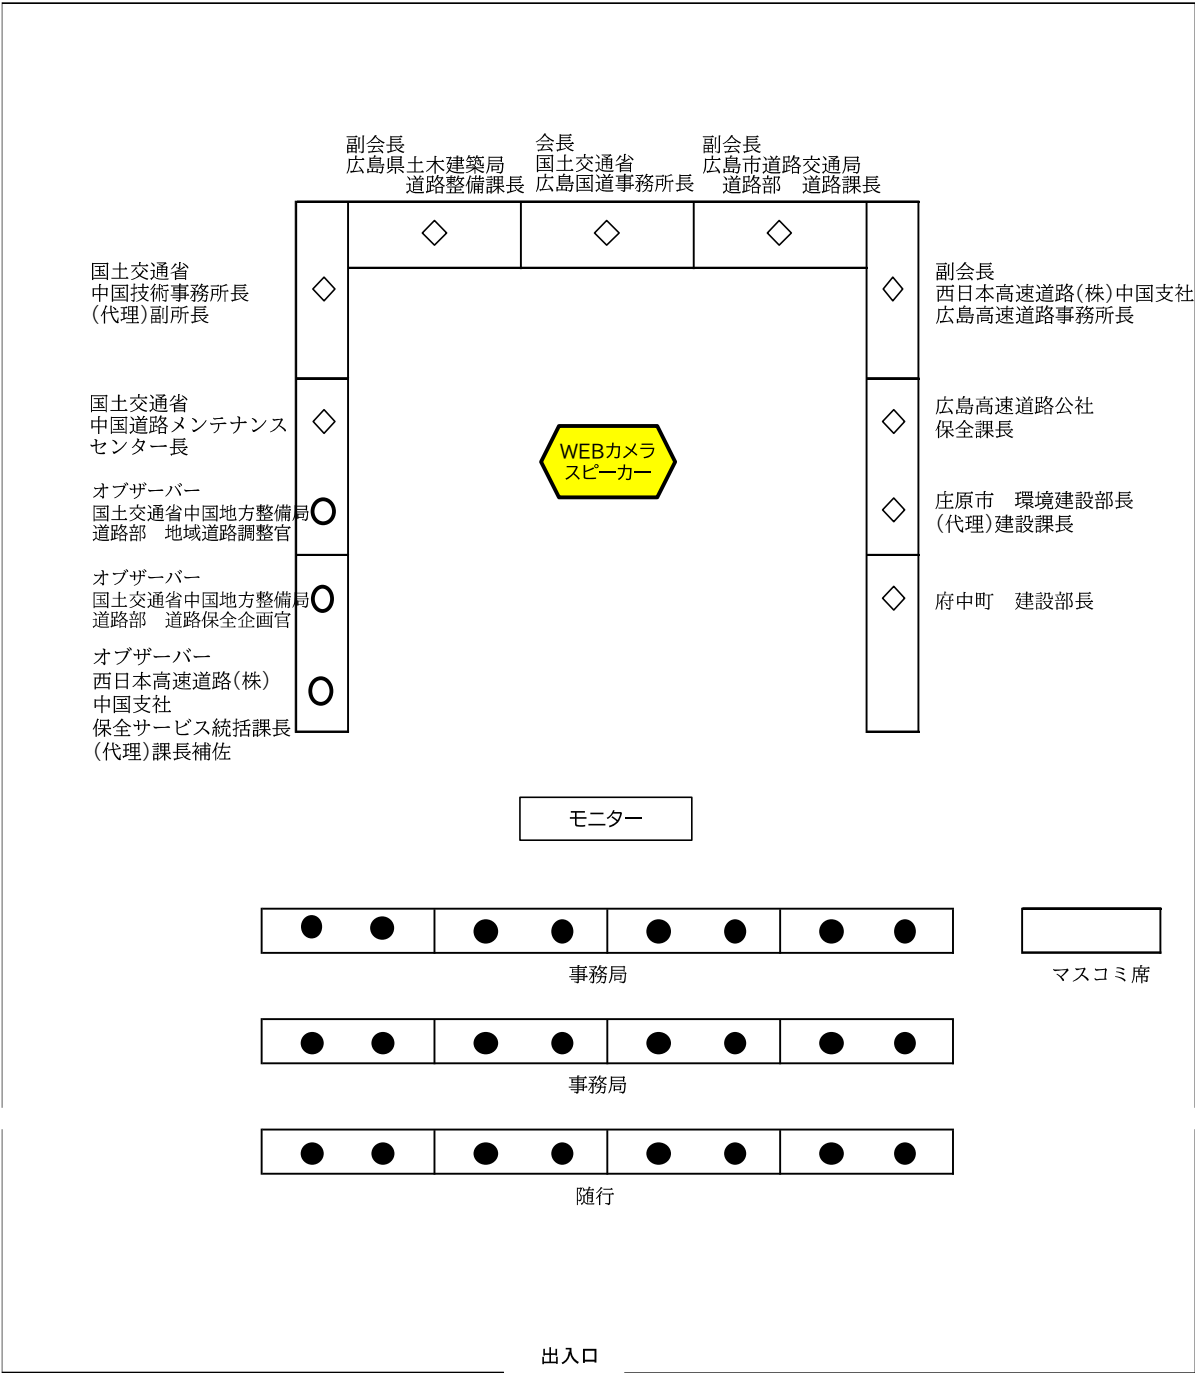 副会長
広島県土木建築局
道路整備課長
会長
国土交通省
広島国道事務所長
副会長
広島市道路交通局
道路部　道路課長
国土交通省
中国技術事務所長
(代理)副所長
国土交通省
中国道路メンテナンス
センター長
オブザーバー
国土交通省中国地方整備局
道路部　地域道路調整官
オブザーバー
国土交通省中国地方整備局
道路部　道路保全企画官
オブザーバー
西日本高速道路(株)
中国支社
保全サービス統括課長
(代理)課長補佐
WEBカメラ
スピーカー
副会長
西日本高速道路(株)中国支社
広島高速道路事務所長
広島高速道路公社
保全課長
庄原市　環境建設部長
(代理)建設課長
府中町　建設部長
モニター
事務局
マスコミ席
事務局
随行
出入口